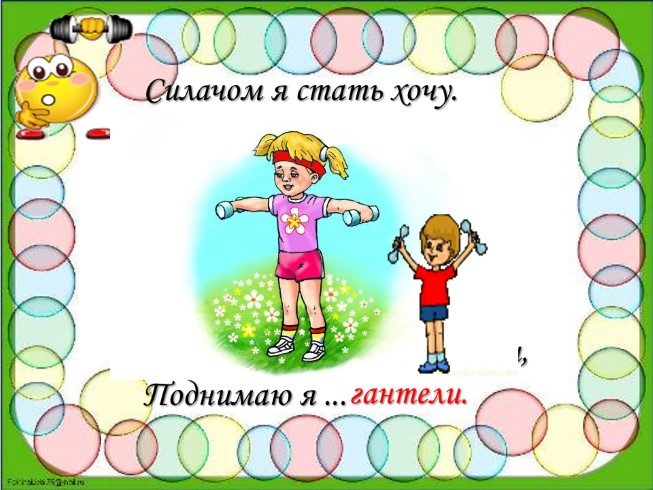 Силачом я стать хочу.
Поднимаю я ... гантели.